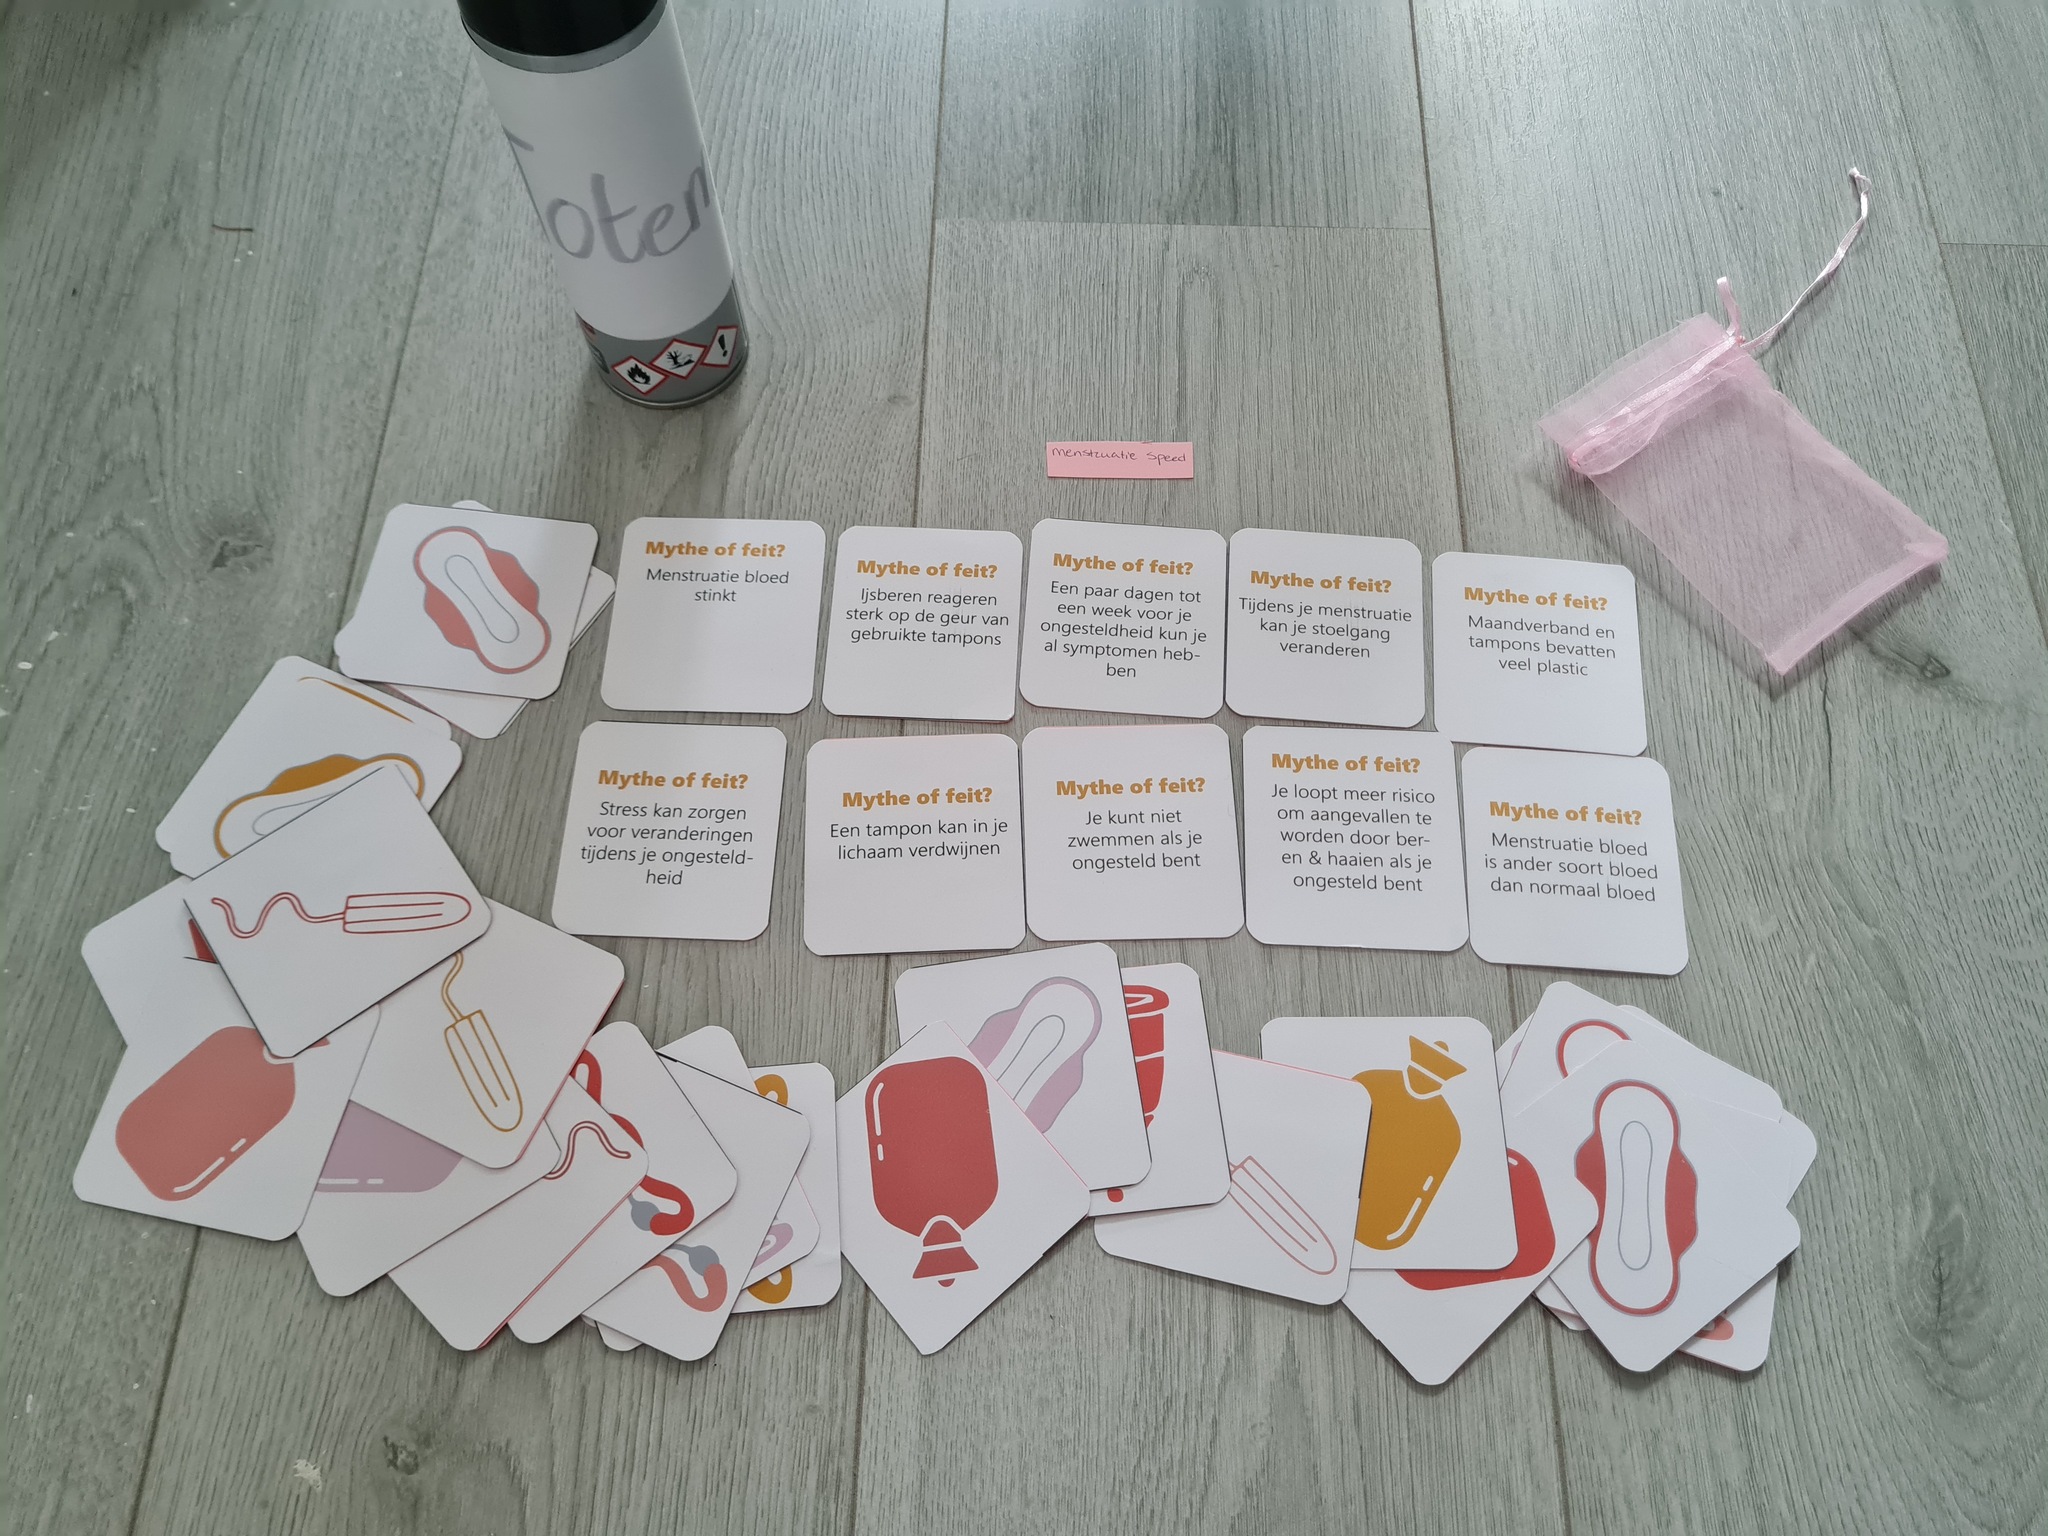 Totem
menstruatie speed
Mythe of feit?
Menstruatie bloed
stinkt
Mythe of feit?
Ijsberen reageren
sterk op de geur van
gebruikte tampons
Mythe of feit?
Een paar dagen tot
een week voor je
ongesteldheid kun je
al symptomen heb-
ben
Mythe of feit?
Tijdens je menstruatie
kan je stoelgang
veranderen
Mythe of feit?
Maandverband en
tampons bevatten
veel plastic
Mythe of feit?
Stress kan zorgen
voor veranderingen
tijdens je ongesteld-
heid
Mythe of feit?
Een tampon kan in je
lichaam verdwijnen
Mythe of feit?
Je kunt niet
zwemmen als je
ongesteld bent
Mythe of feit?
Je loopt meer risico
om aangevallen te
worden door ber-
en & haaien als je
ongesteld bent
Mythe of feit?
Menstruatie bloed
is ander soort bloed
dan normaal bloed